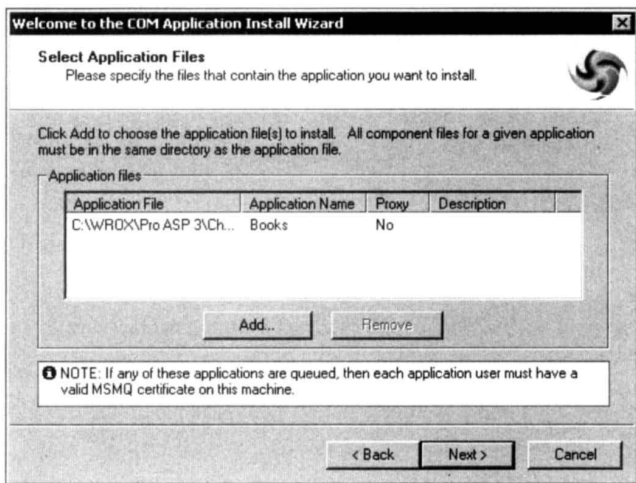 Welcome to the COM Application Install Wizard
Select Application Files
Please specify the files that contain the application you want to install.
Click Add to choose the application file(s) to install. All component files for a given application
must be in the same directory as the application file.
Application files
Application File Application Name Proxy Description
C:\WROX\Pro ASP 3\Ch... Books No
Add... Remove
NOTE: If any of these applications are queued, then each application user must have a
valid MSMQ certificate on this machine.
< Back Next > Cancel